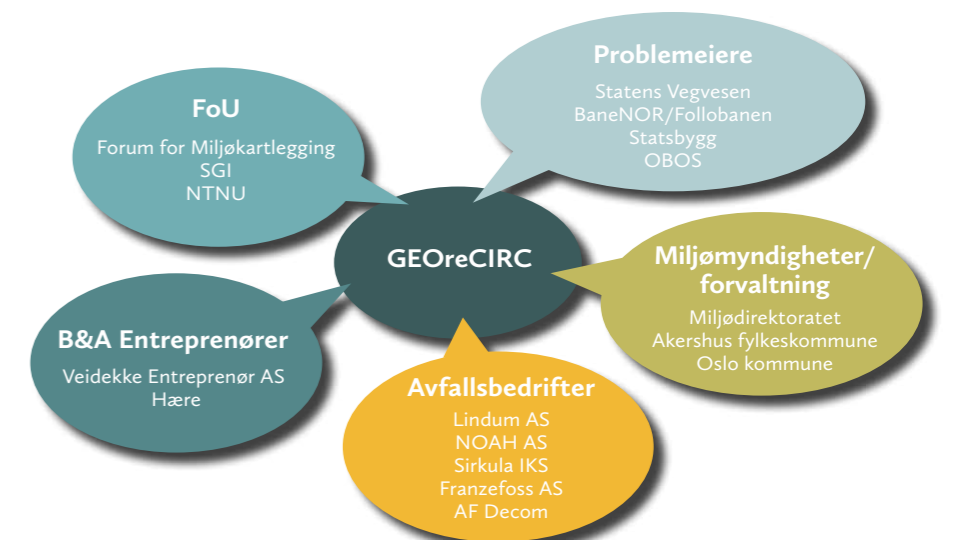 Problemeiere
Statens Vegvesen
BaneNOR/Follobanen
Statsbygg
OBOS
FoU
Forum for Miljøkartlegging
SGI
NTNU
GEOreCIRC
Miljømyndigheter/
forvaltning
Miljødirektoratet
Akershus fylkeskommune
Oslo kommune
B&A Entreprenører
Veidekke Entreprenør AS
Hære
Avfallsbedrifter
Lindum AS
NOAH AS
Sirkula IKS
Franzefoss AS
AF Decom